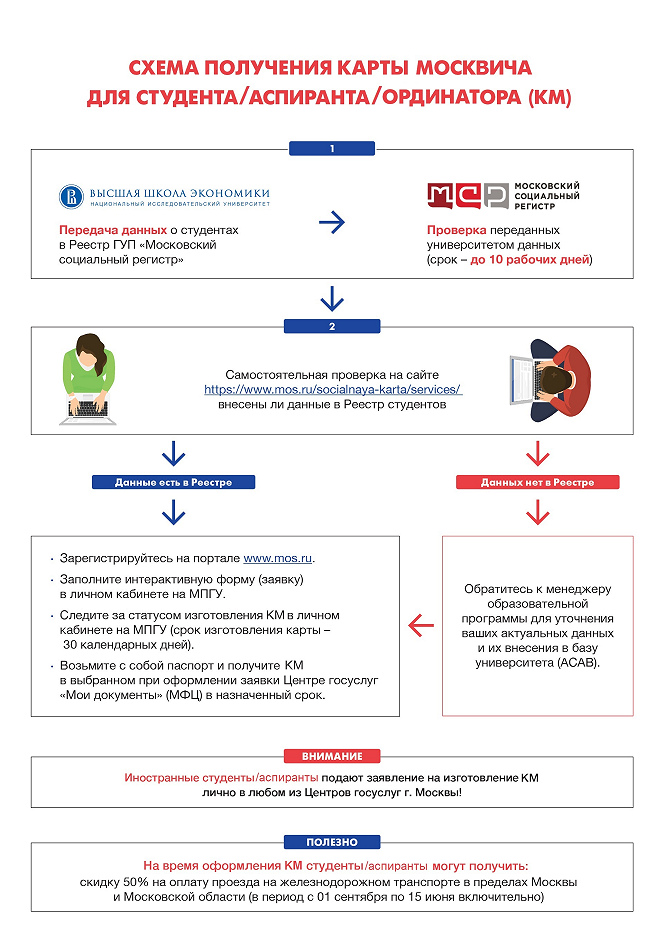 СХЕМА ПОЛУЧЕНИЯ КАРТЫ МОСКВИЧА
ДЛЯ СТУДЕНТА/АСПИРАНТА/ОРДИНАТОРА (КМ)
1
ВЫСШАЯ ШКОЛА ЭКОНОМИКИ
НАЦИОНАЛЬНЫЙ ИССЛЕДОВАТЕЛЬСКИЙ УНИВЕРСИТЕТ
Передача данных о студентах
в Реестр ГУП «Московский
социальный регистр»
МСР
МОСКОВСКИЙ
СОЦИАЛЬНЫЙ
РЕГИСТР
Проверка переданных
университетом данных
(срок – до 10 рабочих дней)
2
Самостоятельная проверка на сайте
https://www.mos.ru/socialnaya-karta/services/
внесены ли данные в Реестр студентов
Данные есть в Реестре
Данных нет в Реестре
· Зарегистрируйтесь на портале www.mos.ru.
· Заполните интерактивную форму (заявку)
в личном кабинете на МПГУ.
· Следите за статусом изготовления КМ в личном
кабинете на МПГУ (срок изготовления карты –
30 календарных дней).
· Возьмите с собой паспорт и получите КМ
в выбранном при оформлении заявки Центре госуслуг
«Мои документы» (МФЦ) в назначенный срок.
Обратитесь к менеджеру
образовательной
программы для уточнения
ваших актуальных данных
и их внесения в базу
университета (АСАВ).
ВНИМАНИЕ
Иностранные студенты/аспиранты подают заявление на изготовление КМ
лично в любом из Центров госуслуг г. Москвы!
ПОЛЕЗНО
На время оформления КМ студенты/аспиранты могут получить:
скидку 50% на оплату проезда на железнодорожном транспорте в пределах Москвы
и Московской области (в период с 01 сентября по 15 июня включительно)